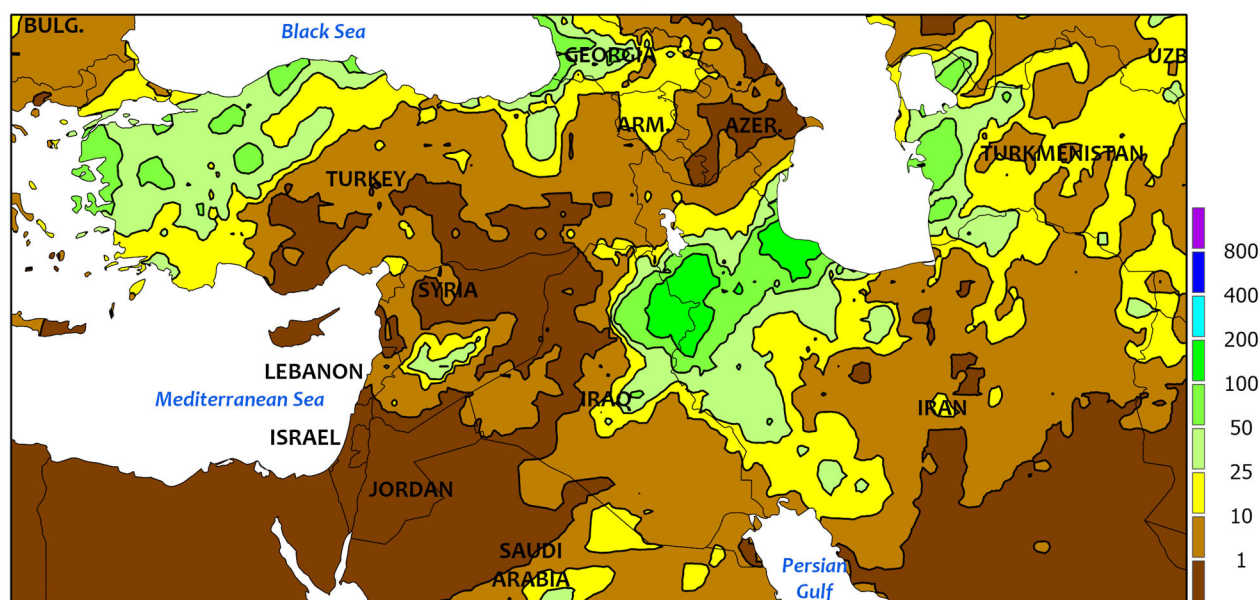 BULG.
Black Sea
GEORGIA
UZB
ARM.
AZER.
TURKMENISTAN
TURKEY
SYRIA
LEBANON
Mediterranean Sea
IRAQ
IRAN
ISRAEL
JORDAN
SAUDI
ARABIA
Persian
Gulf
800
400
200
100
50
25
10
1